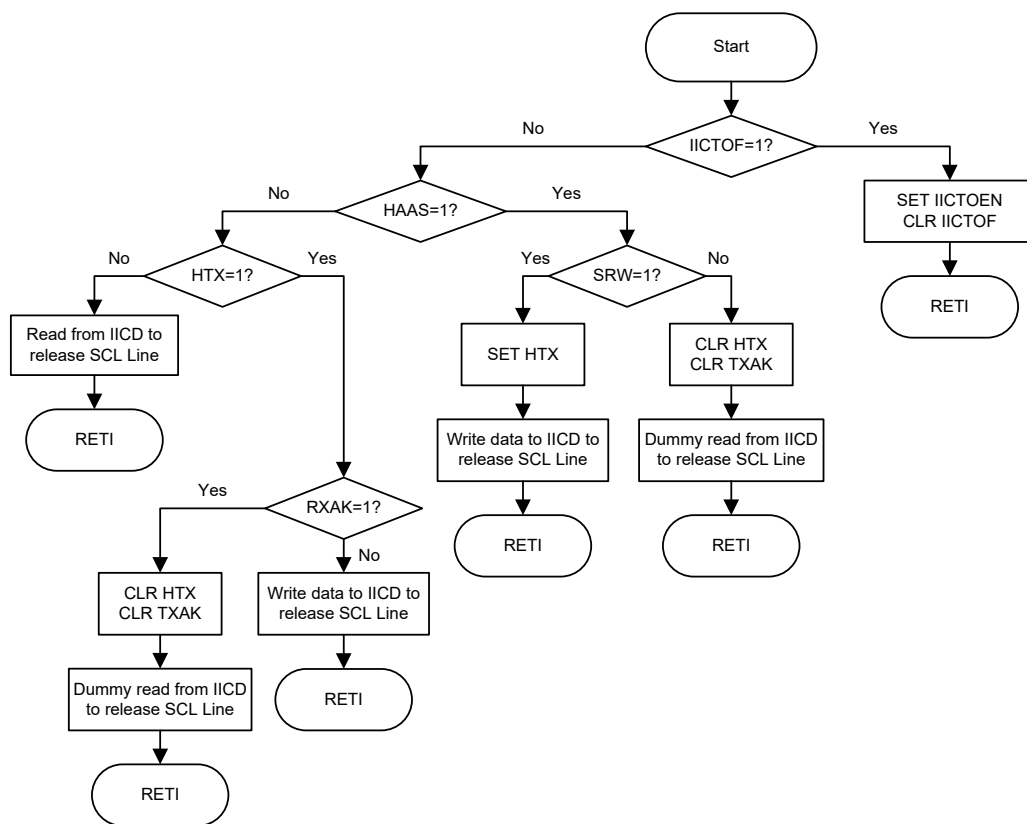 Start
No
IICTOF=1?
Yes
No
HAAS=1?
Yes
SET IICTOEN
CLR IICTOF
No
HTX=1?
Yes
Yes
SRW=1?
No
RETI
Read from IICD to
release SCL Line
SET HTX
CLR HTX
CLR TXAK
RETI
Write data to IICD to
release SCL Line
Dummy read from IICD
to release SCL Line
Yes
RXAK=1?
RETI
RETI
No
CLR HTX
CLR TXAK
Write data to IICD to
release SCL Line
Dummy read from IICD
to release SCL Line
RETI
RETI